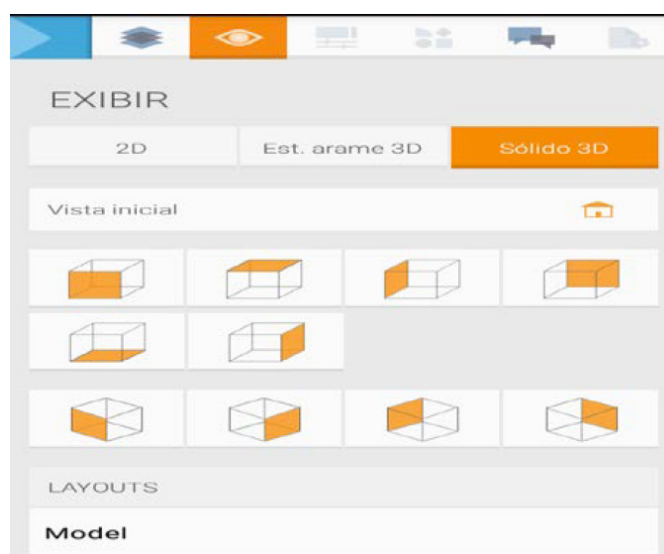 EXIBIR
2D Est. arame 3D Sólido 3D
Vista inicial
LAYOUTS
Model